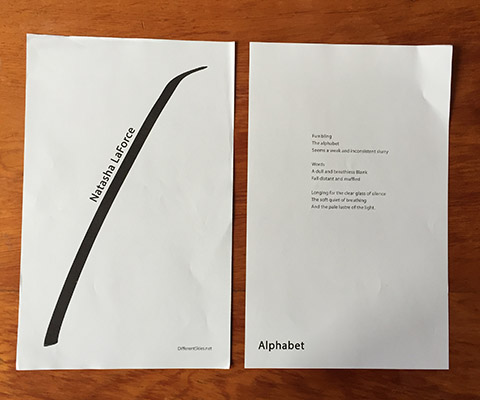 Natasha LaForce
DifferentSkies.net
Rumbling
The alphabet
Seems a weak and inconsistent slurry
Words
A dull and breathless Blank
Fall distant and muffled
Longing for the clear glass of silence
The soft quiet of breathing
And the pale lustre of the light.
Alphabet